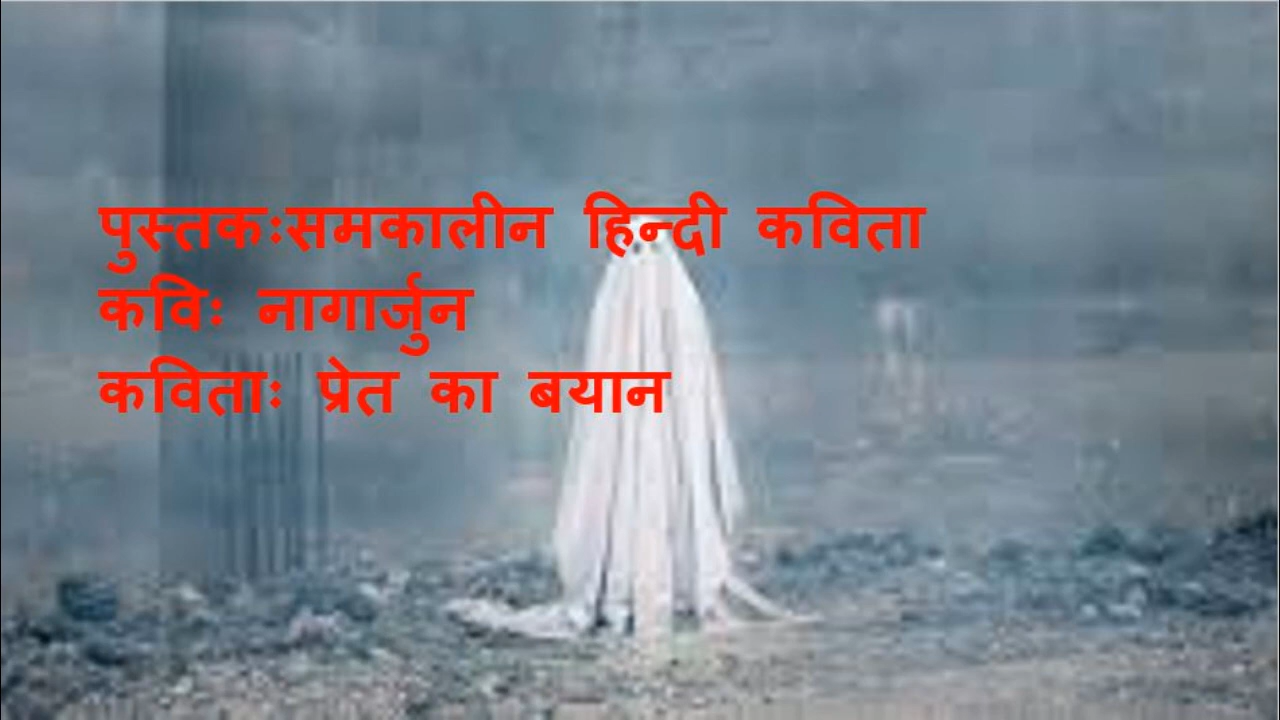 पुस्तकःसमकालीन हिन्दी कविता
कविः नागार्जुन
कविताः प्रेत का बयान